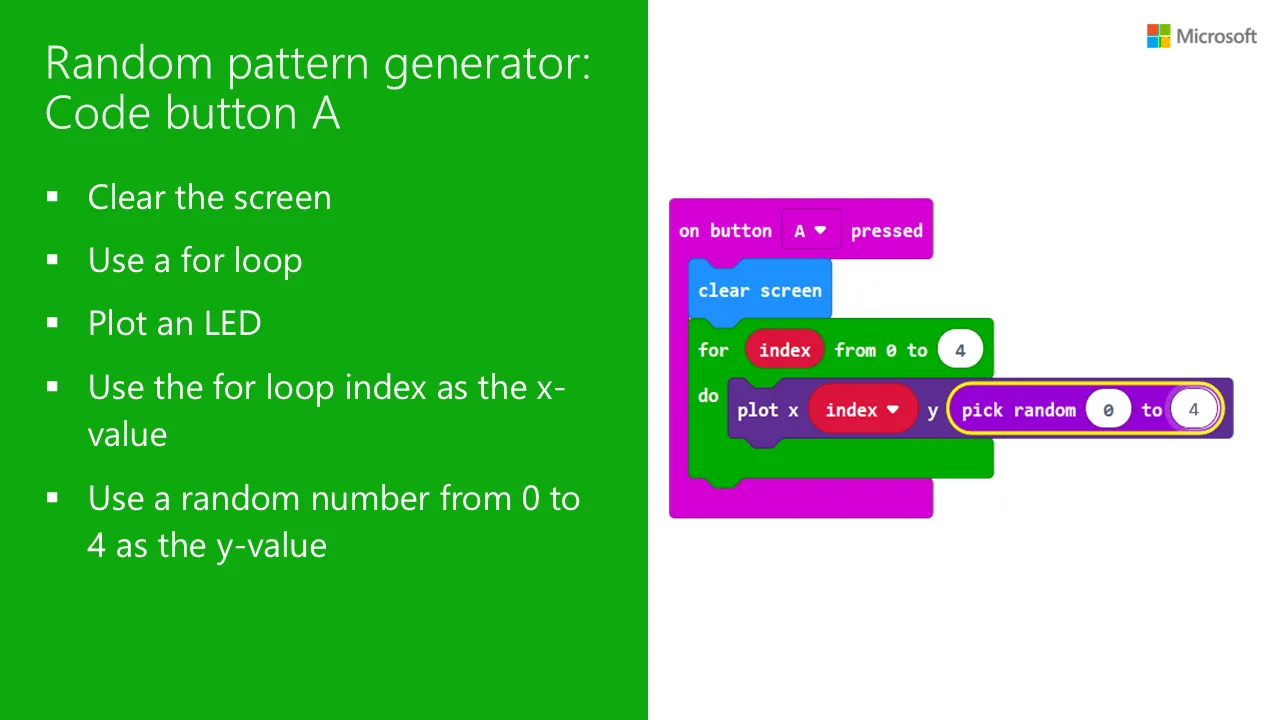 Random pattern generator:
Code button A
▪ Clear the screen
▪ Use a for loop
▪ Plot an LED
▪ Use the for loop index as the x-
value
▪ Use a random number from 0 to
4 as the y-value
Microsoft
on button A pressed
clear screen
for index from 0 to 4
do plot x index y pick random 0 to 4